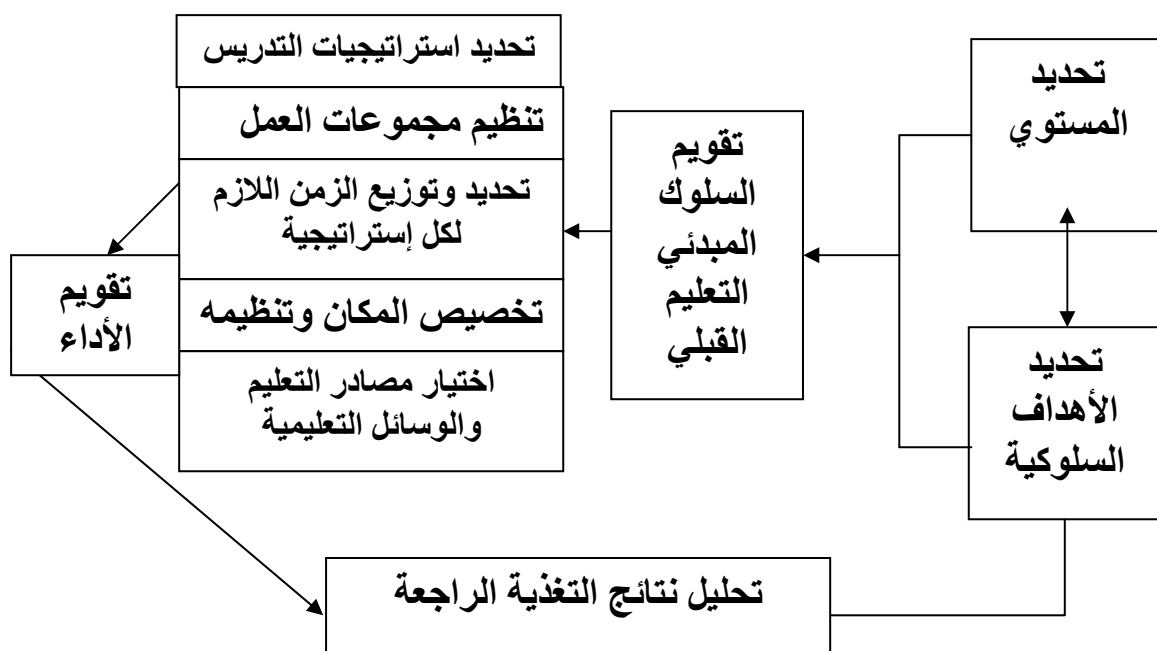 تحديد
المستوي
تحديد
الأهداف
السلوكية
تقويم
السلوك
المبدئي
التعليم
القبلي
تحديد استراتيجيات التدريس
تنظيم مجموعات العمل
تحديد وتوزيع الزمن اللازم
لكل إستراتيجية
تخصيص المكان وتنظيمه
اختيار مصادر التعليم
والوسائل التعليمية
تقويم
الأداء
تحليل نتائج التغذية الراجعة